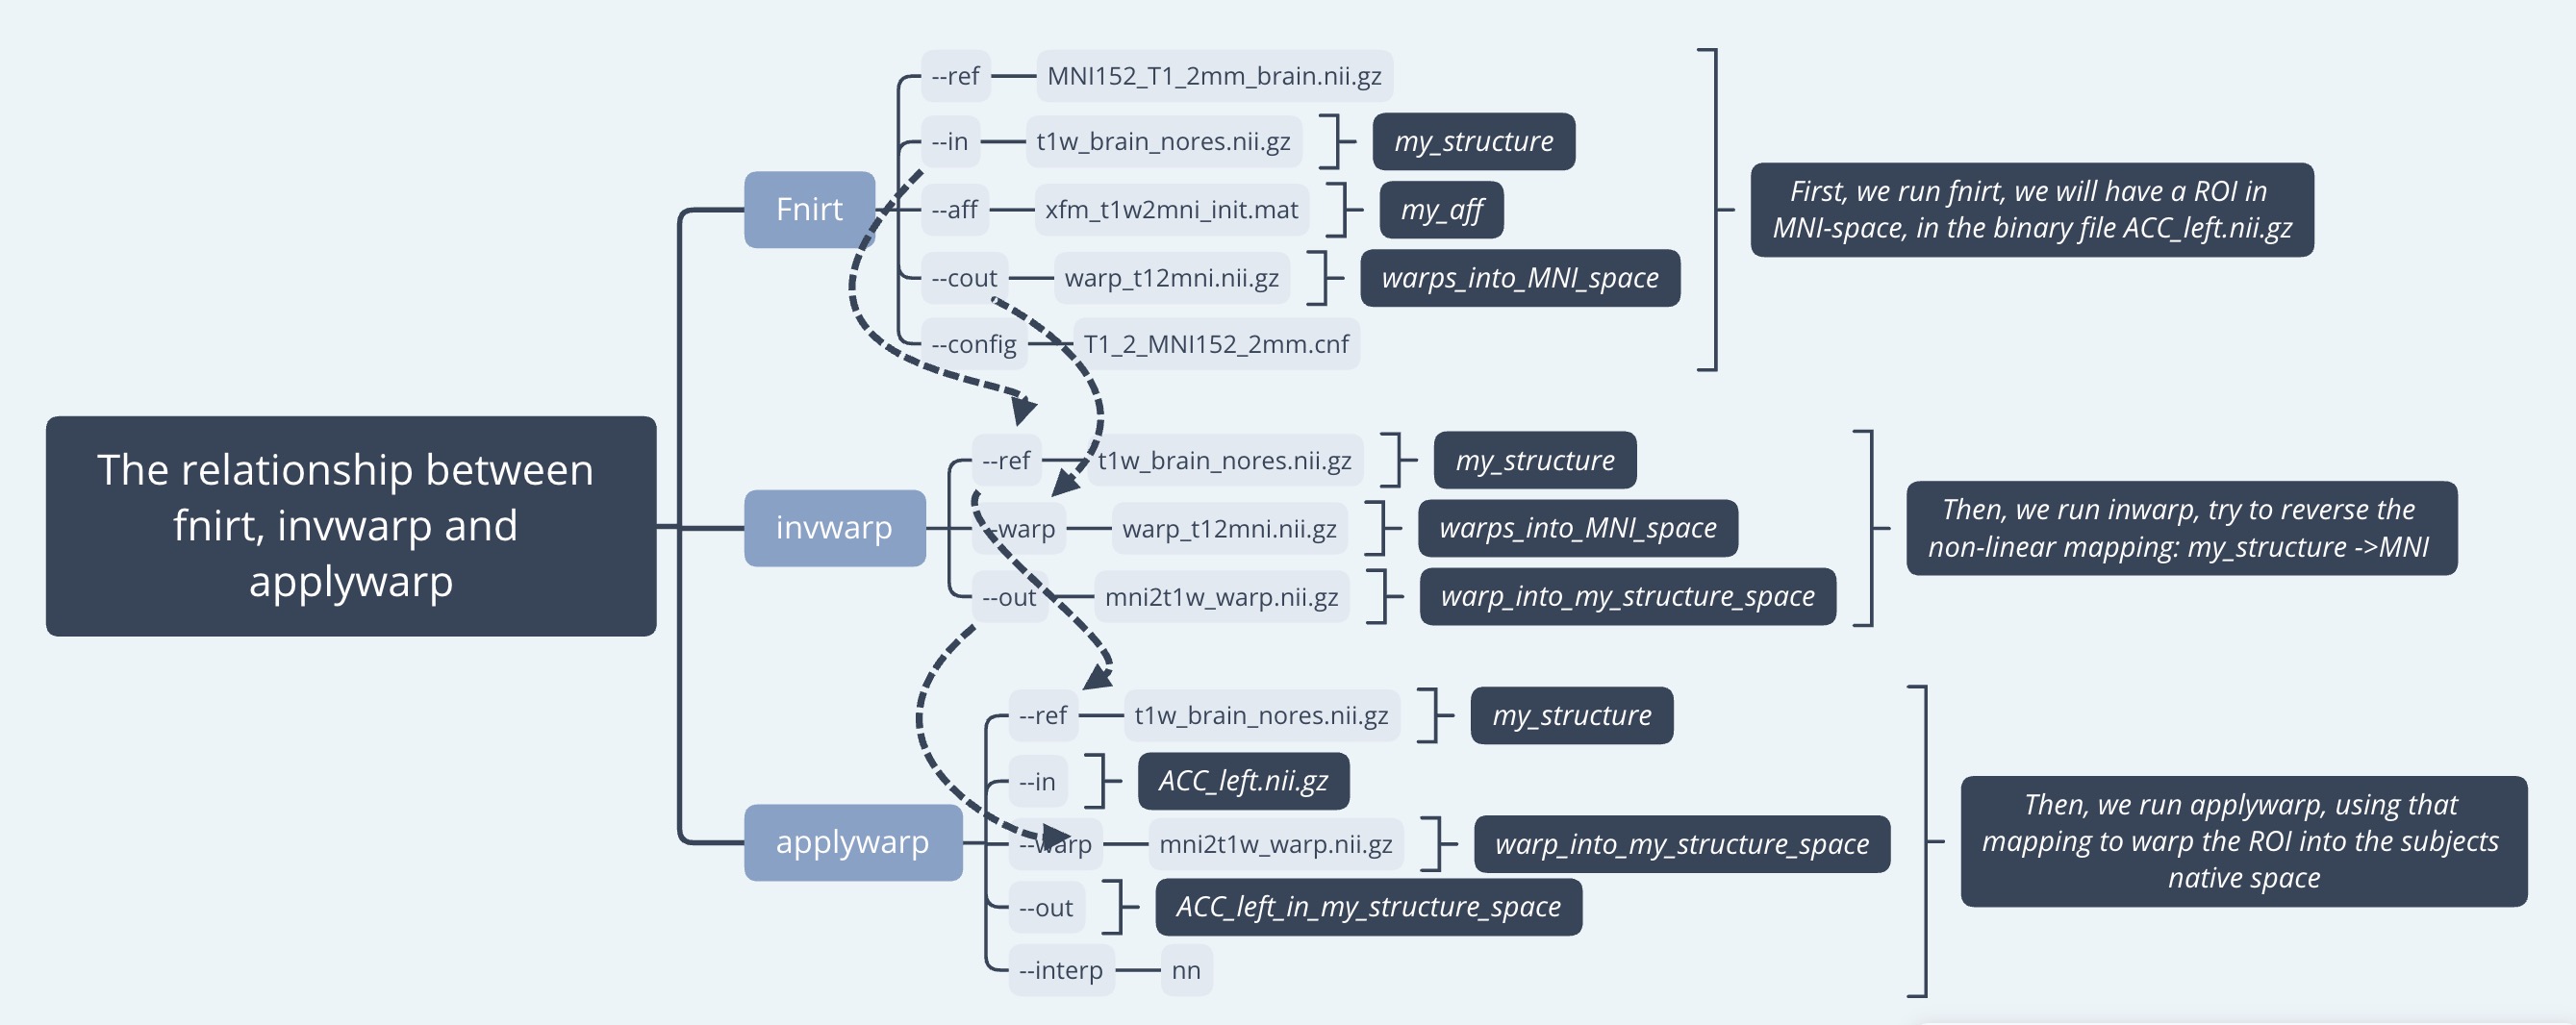 The relationship between
fnirt, invwarp and
applywarp
Fnirt
--ref
MNI152_T1_2mm_brain.nii.gz
--in
t1w_brain_nores.nii.gz
my_structure
--aff
xfm_t1w2mni_init.mat
my_aff
--cout
warp_t12mni.nii.gz
warps_into_MNI_space
--config
T1_2_MNI152_2mm.cnf
First, we run fnirt, we will have a ROI in
MNI-space, in the binary file ACC_left.nii.gz
invwarp
--ref
t1w_brain_nores.nii.gz
my_structure
--warp
warp_t12mni.nii.gz
warps_into_MNI_space
--out
mni2t1w_warp.nii.gz
warp_into_my_structure_space
Then, we run inwarp, try to reverse the
non-linear mapping: my_structure ->MNI
applywarp
--ref
t1w_brain_nores.nii.gz
my_structure
--in
ACC_left.nii.gz
--warp
mni2t1w_warp.nii.gz
warp_into_my_structure_space
--out
ACC_left_in_my_structure_space
--interp
nn
Then, we run applywarp, using that
mapping to warp the ROI into the subjects
native space